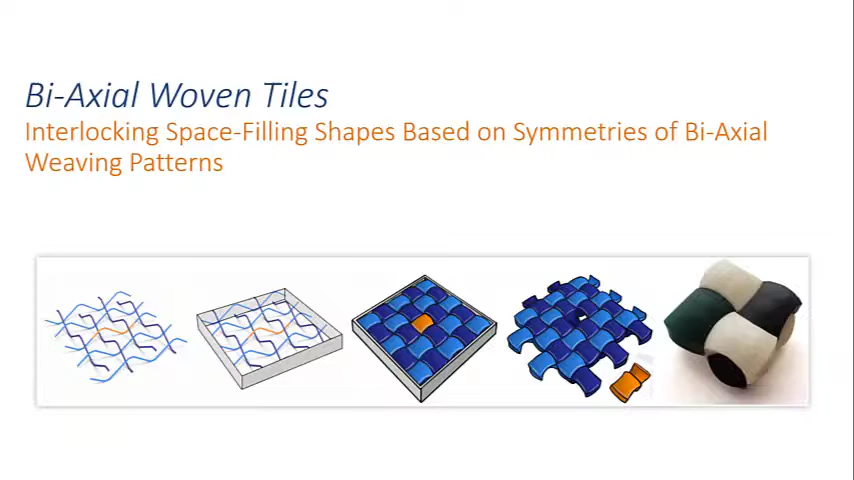 Bi-Axial Woven Tiles
Interlocking Space-Filling Shapes Based on Symmetries of Bi-Axial
Weaving Patterns